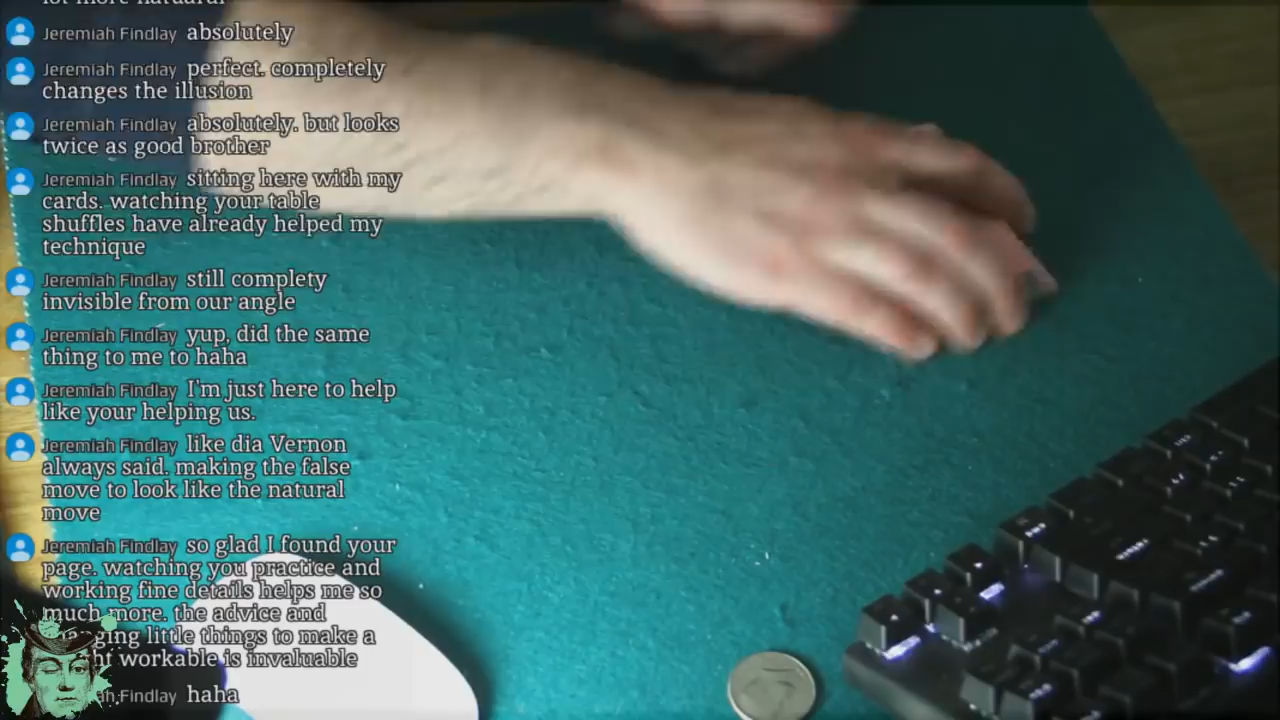 Jeremiah Findlay absolutely
Jeremiah Findlay perfect. completely
changes the illusion
Jeremiah Findlay absolutely. but looks
twice as good brother
Jeremiah Findlay sitting here with my
cards. watching your table
shuffles have already helped my
technique
Jeremiah Findlay still complety
invisible from our angle
Jeremiah Findlay yup, did the same
thing to me to haha
Jeremiah Findlay I'm just here to help
like your helping us.
Jeremiah Findlay like dia Vernon
always said. making the false
move to look like the natural
move
Jeremiah Findlay so glad I found your
page. watching you practice and
working fine details helps me so
much more. the advice and
little things to make a
workable is invaluable
Findlay haha